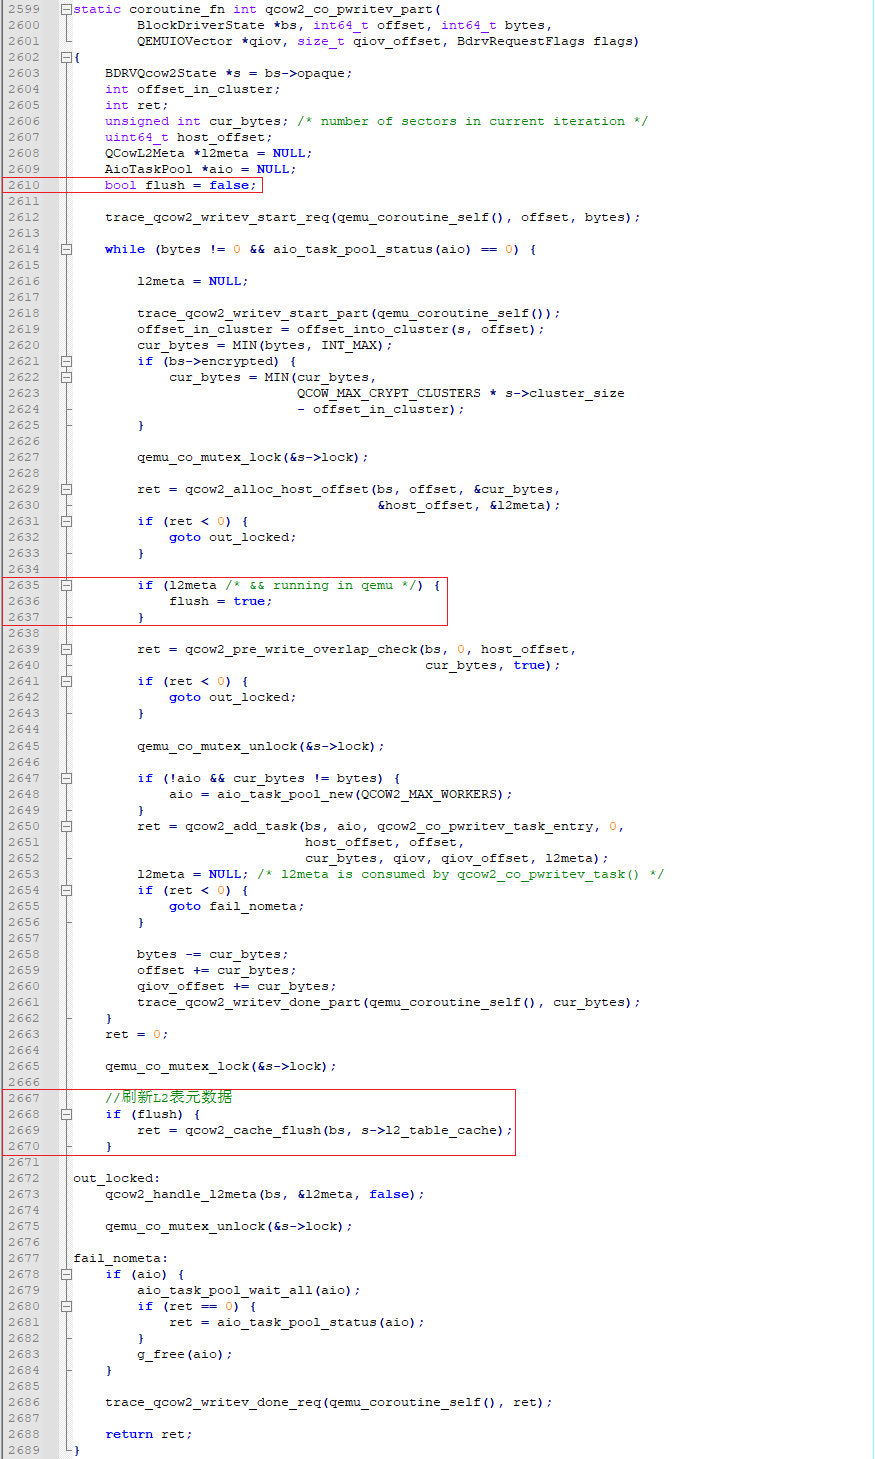 2599 static coroutine_fn int qcow2_co_pwritev_part(
2600         BlockDriverState *bs, int64_t offset, int64_t bytes,
2601         QEMUIOVector *qiov, size_t qiov_offset, BdrvRequestFlags flags)
2602 {
2603     BDRVQcow2State *s = bs->opaque;
2604     int offset_in_cluster;
2605     int ret;
2606     unsigned int cur_bytes; /* number of sectors in current iteration */
2607     uint64_t host_offset;
2608     QCowL2Meta *l2meta = NULL;
2609     AioTaskPool *aio = NULL;
2610     bool flush = false;
2611
2612     trace_qcow2_writev_start_req(qemu_coroutine_self(), offset, bytes);
2613
2614     while (bytes != 0 && aio_task_pool_status(aio) == 0) {
2615
2616         l2meta = NULL;
2617
2618         trace_qcow2_writev_start_part(qemu_coroutine_self());
2619         offset_in_cluster = offset_into_cluster(s, offset);
2620         cur_bytes = MIN(bytes, INT_MAX);
2621         if (bs->encrypted) {
2622             cur_bytes = MIN(cur_bytes,
2623                             QCOW_MAX_CRYPT_CLUSTERS * s->cluster_size
2624                             - offset_in_cluster);
2625         }
2626
2627         qemu_co_mutex_lock(&s->lock);
2628
2629         ret = qcow2_alloc_host_offset(bs, offset, &cur_bytes,
2630                                       &host_offset, &l2meta);
2631         if (ret < 0) {
2632             goto out_locked;
2633         }
2634
2635         if (l2meta /* && running in qemu */) {
2636             flush = true;
2637         }
2638
2639         ret = qcow2_pre_write_overlap_check(bs, 0, host_offset,
2640                                             cur_bytes, true);
2641         if (ret < 0) {
2642             goto out_locked;
2643         }
2644
2645         qemu_co_mutex_unlock(&s->lock);
2646
2647         if (!aio && cur_bytes != bytes) {
2648             aio = aio_task_pool_new(QCOW2_MAX_WORKERS);
2649         }
2650         ret = qcow2_add_task(bs, aio, qcow2_co_pwritev_task_entry, 0,
2651                              host_offset, offset,
2652                              cur_bytes, qiov, qiov_offset, l2meta);
2653         l2meta = NULL; /* l2meta is consumed by qcow2_co_pwritev_task() */
2654         if (ret < 0) {
2655             goto fail_nometa;
2656         }
2657
2658         bytes -= cur_bytes;
2659         offset += cur_bytes;
2660         qiov_offset += cur_bytes;
2661         trace_qcow2_writev_done_part(qemu_coroutine_self(), cur_bytes);
2662     }
2663     ret = 0;
2664
2665     qemu_co_mutex_lock(&s->lock);
2666
2667     //刷新L2表元数据
2668     if (flush) {
2669         ret = qcow2_cache_flush(bs, s->l2_table_cache);
2670     }
2671
2672 out_locked:
2673     qcow2_handle_l2meta(bs, &l2meta, false);
2674
2675     qemu_co_mutex_unlock(&s->lock);
2676
2677 fail_nometa:
2678     if (aio) {
2679         aio_task_pool_wait_all(aio);
2680         if (ret == 0) {
2681             ret = aio_task_pool_status(aio);
2682         }
2683         g_free(aio);
2684     }
2685
2686     trace_qcow2_writev_done_req(qemu_coroutine_self(), ret);
2687
2688     return ret;
2689 }